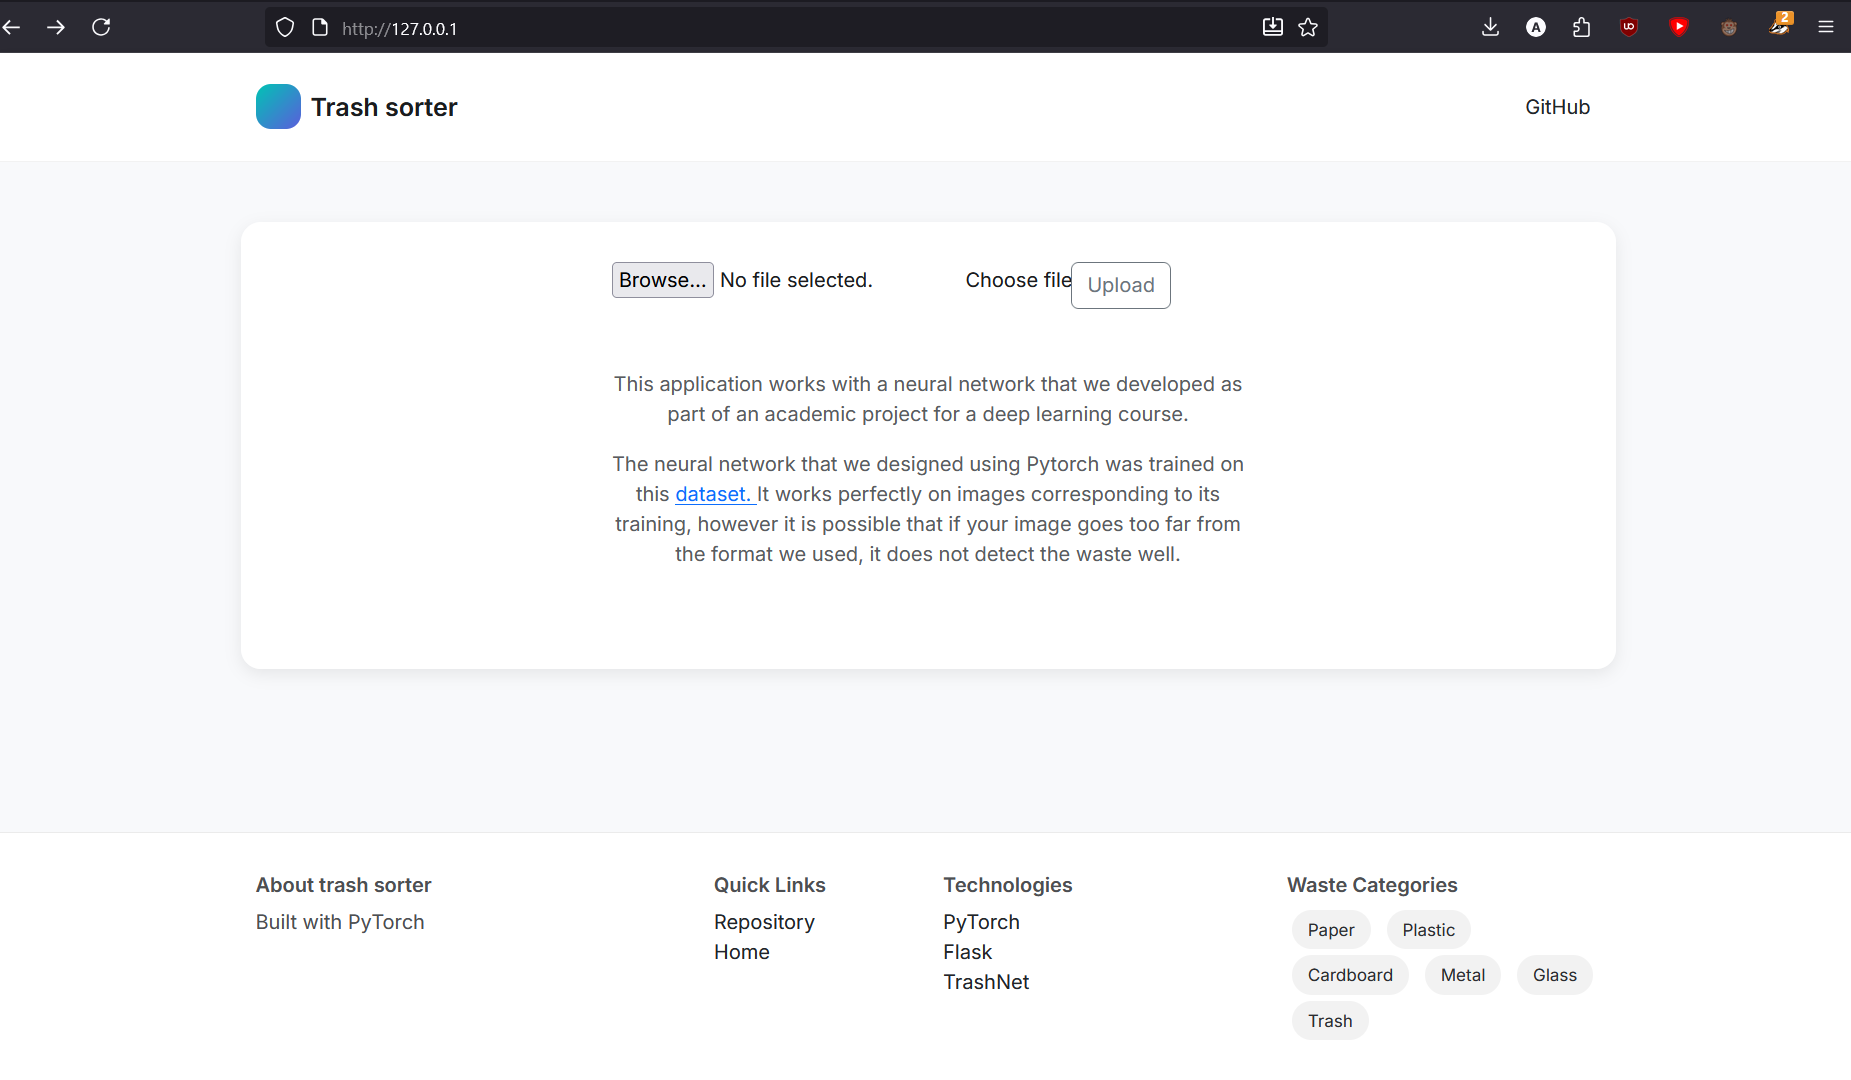 http://127.0.0.1
2
Trash sorter
GitHub
Browse... No file selected. Choose file Upload
This application works with a neural network that we developed as
part of an academic project for a deep learning course.
The neural network that we designed using Pytorch was trained on
this dataset. It works perfectly on images corresponding to its
training, however it is possible that if your image goes too far from
the format we used, it does not detect the waste well.
About trash sorter
Built with PyTorch
Quick Links
Repository
Home
Technologies
PyTorch
Flask
TrashNet
Waste Categories
Paper Plastic
Cardboard Metal Glass
Trash